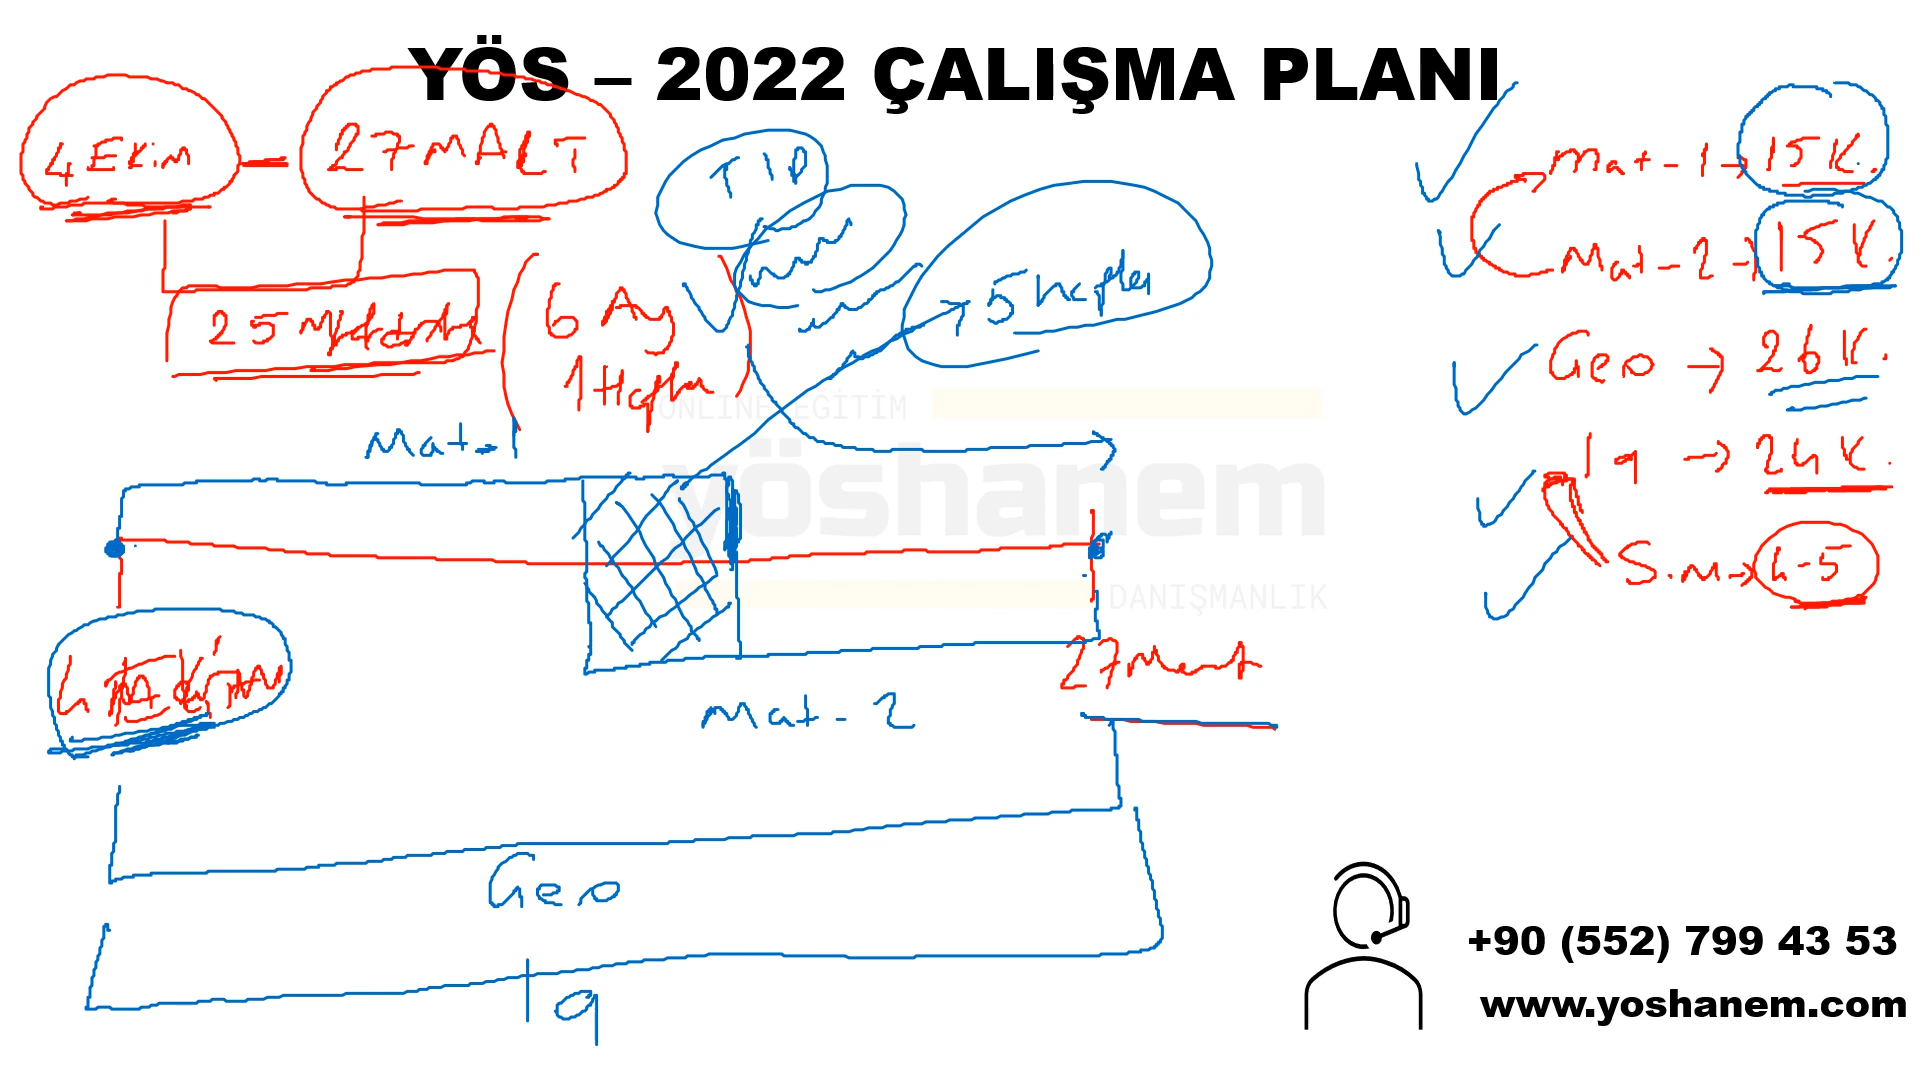 YÖS – 2022 ÇALIŞMA PLANI
4 Ekim
27 MART
TIP
25
6 Ay
1 Hafta
5 hafta
Mat-1 → 15 K.
Mat-2 → 15 K.
Geo → 26 K.
Iq → 24 K.
S.M → 4-5
Mat-1
ONLINE EĞİTİM
yöshanem
DANIŞMANLIK
27 Mart
Mat-2
Geo
Iq
+90 (552) 799 43 53
www.yoshanem.com